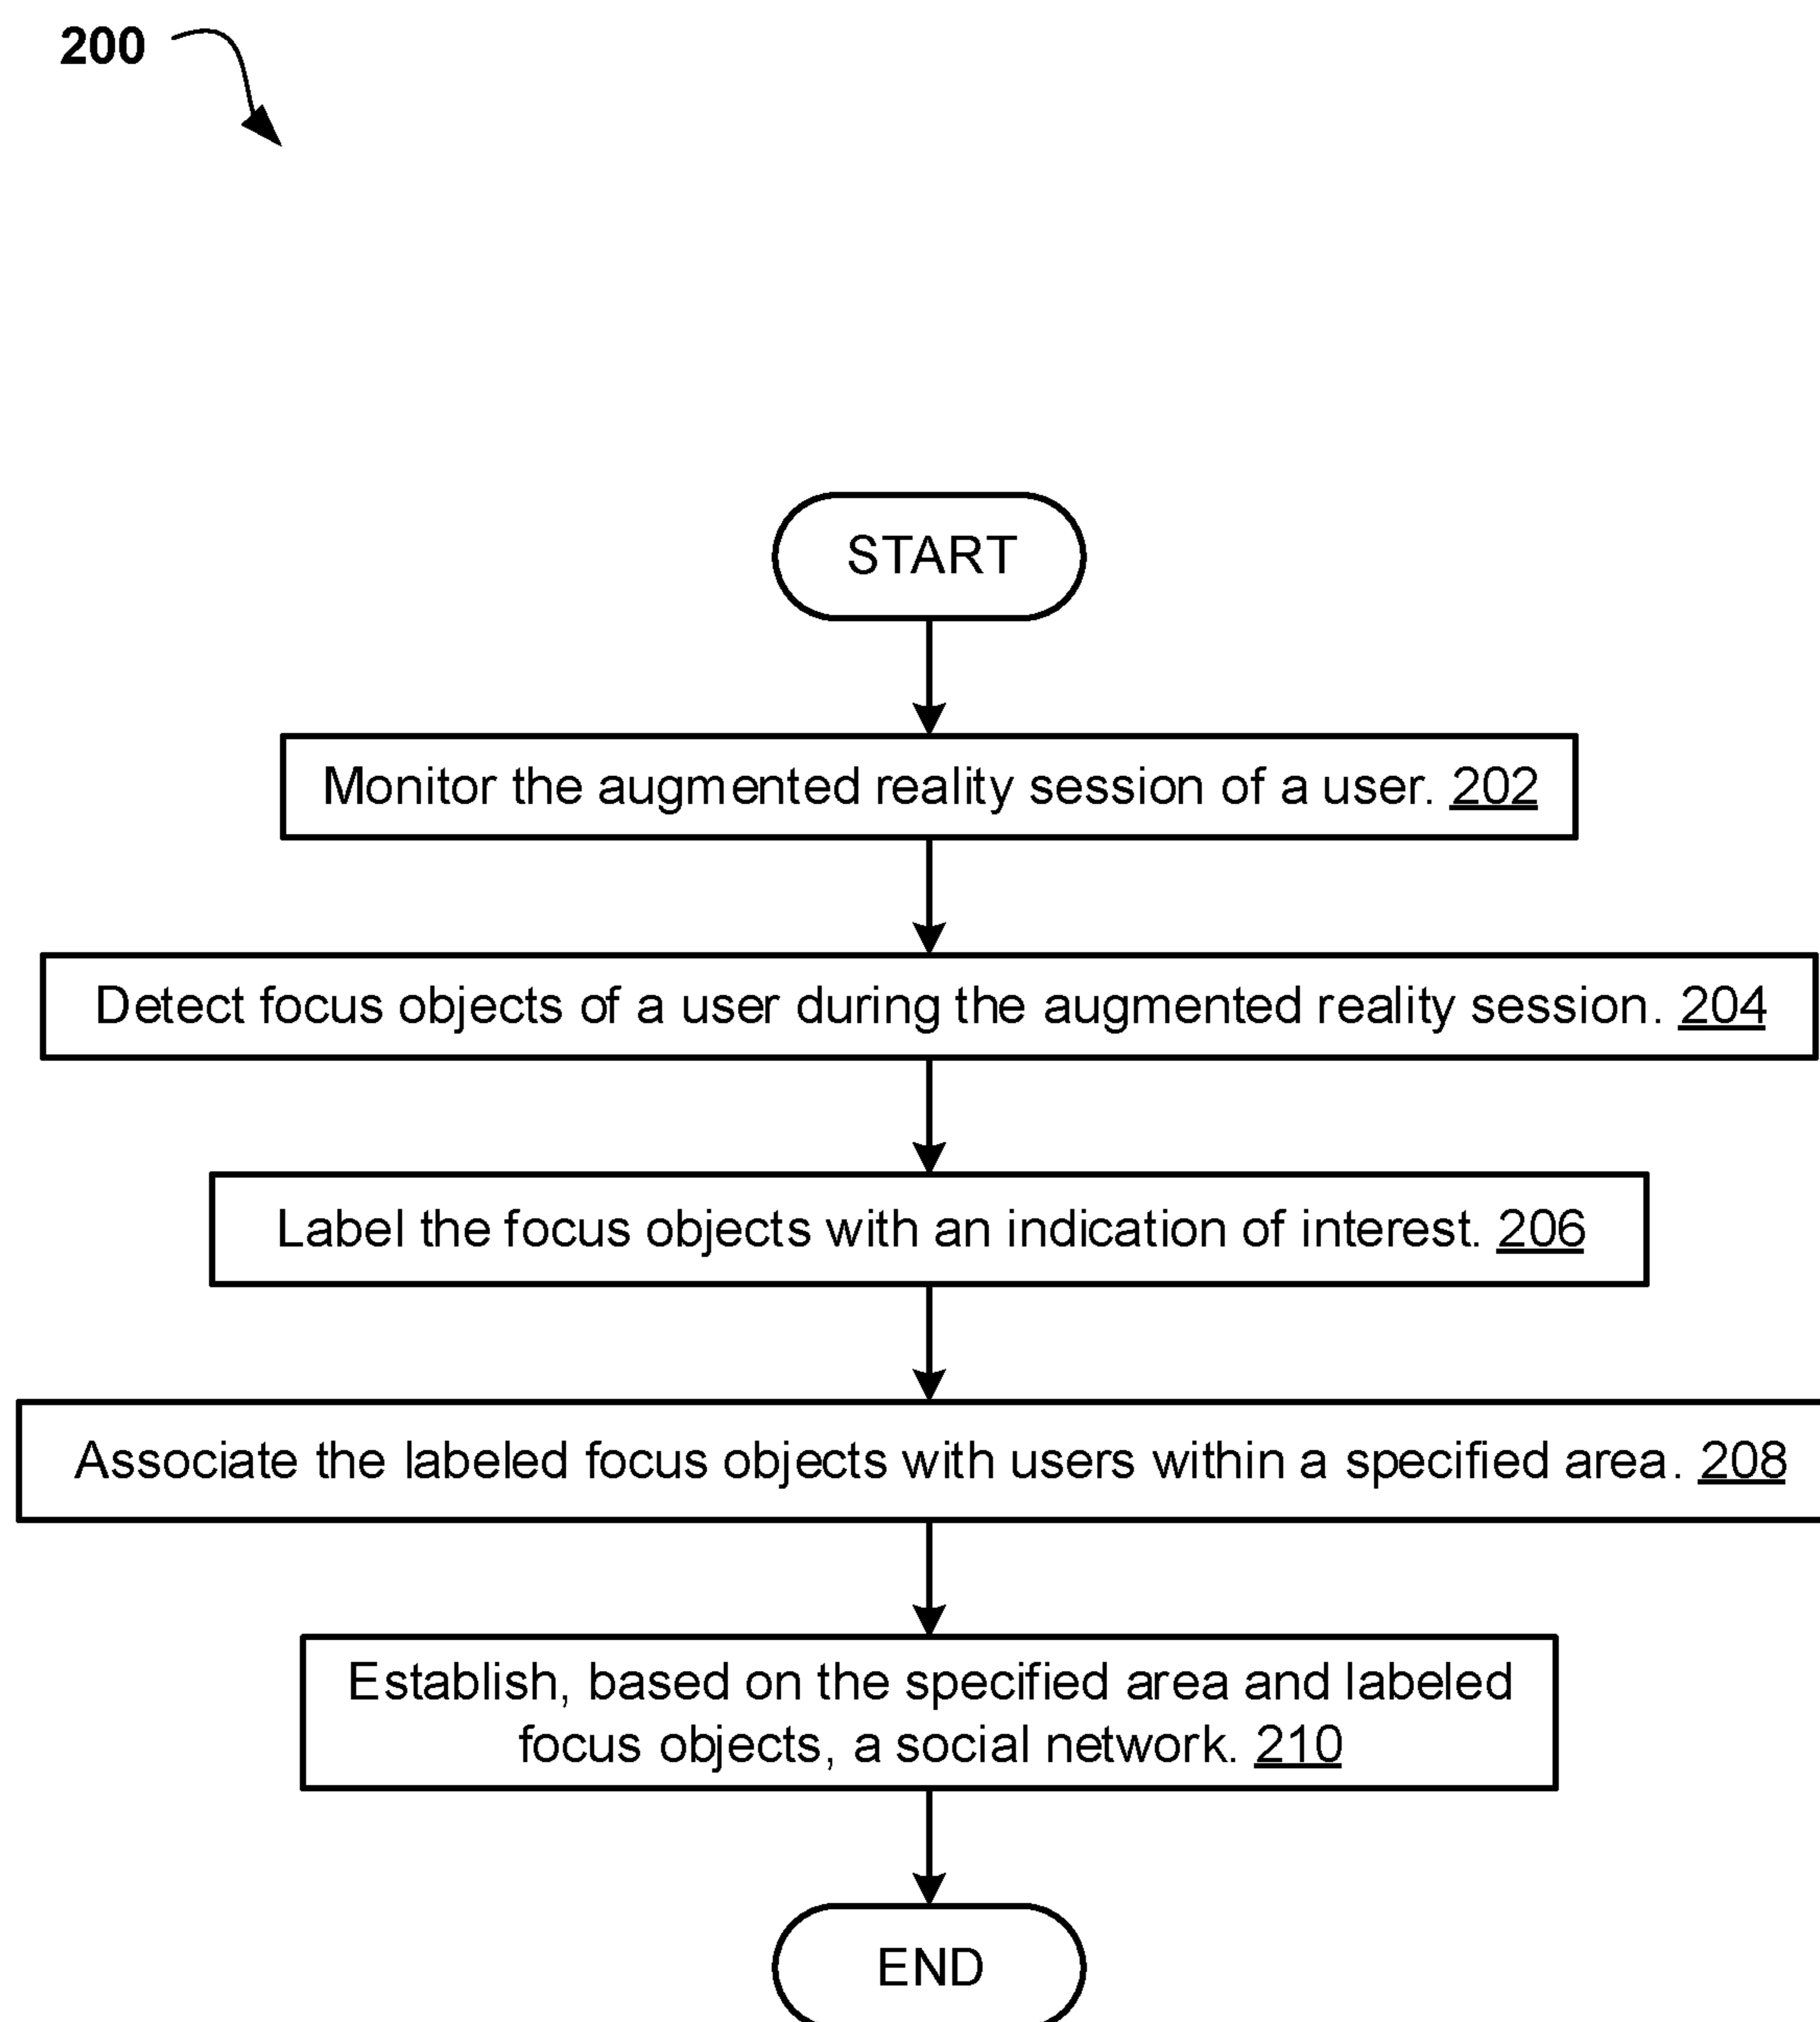 200
START
Monitor the augmented reality session of a user. 202
Detect focus objects of a user during the augmented reality session. 204
Label the focus objects with an indication of interest. 206
Associate the labeled focus objects with users within a specified area. 208
Establish, based on the specified area and labeled
focus objects, a social network. 210
END